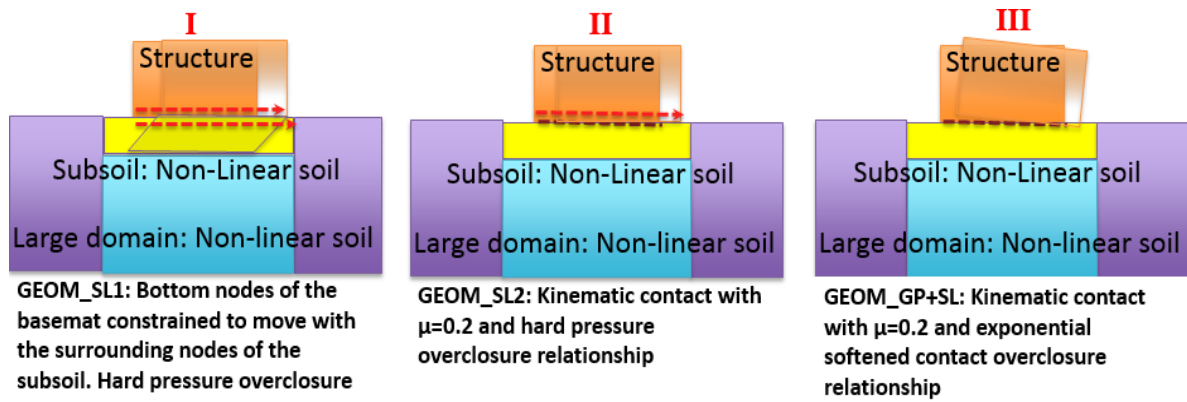 I
Structure
Subsoil: Non-Linear soil
Large domain: Non-linear soil
GEOM_SL1: Bottom nodes of the
basemat constrained to move with
the surrounding nodes of the
subsoil. Hard pressure overclosure
II
Structure
Subsoil: Non-Linear soil
Large domain: Non-linear soil
GEOM_SL2: Kinematic contact with
μ=0.2 and hard pressure
overclosure relationship
III
Structure
Subsoil: Non-Linear soil
Large domain: Non-linear soil
GEOM_GP+SL: Kinematic contact
with μ=0.2 and exponential
softened contact overclosure
relationship